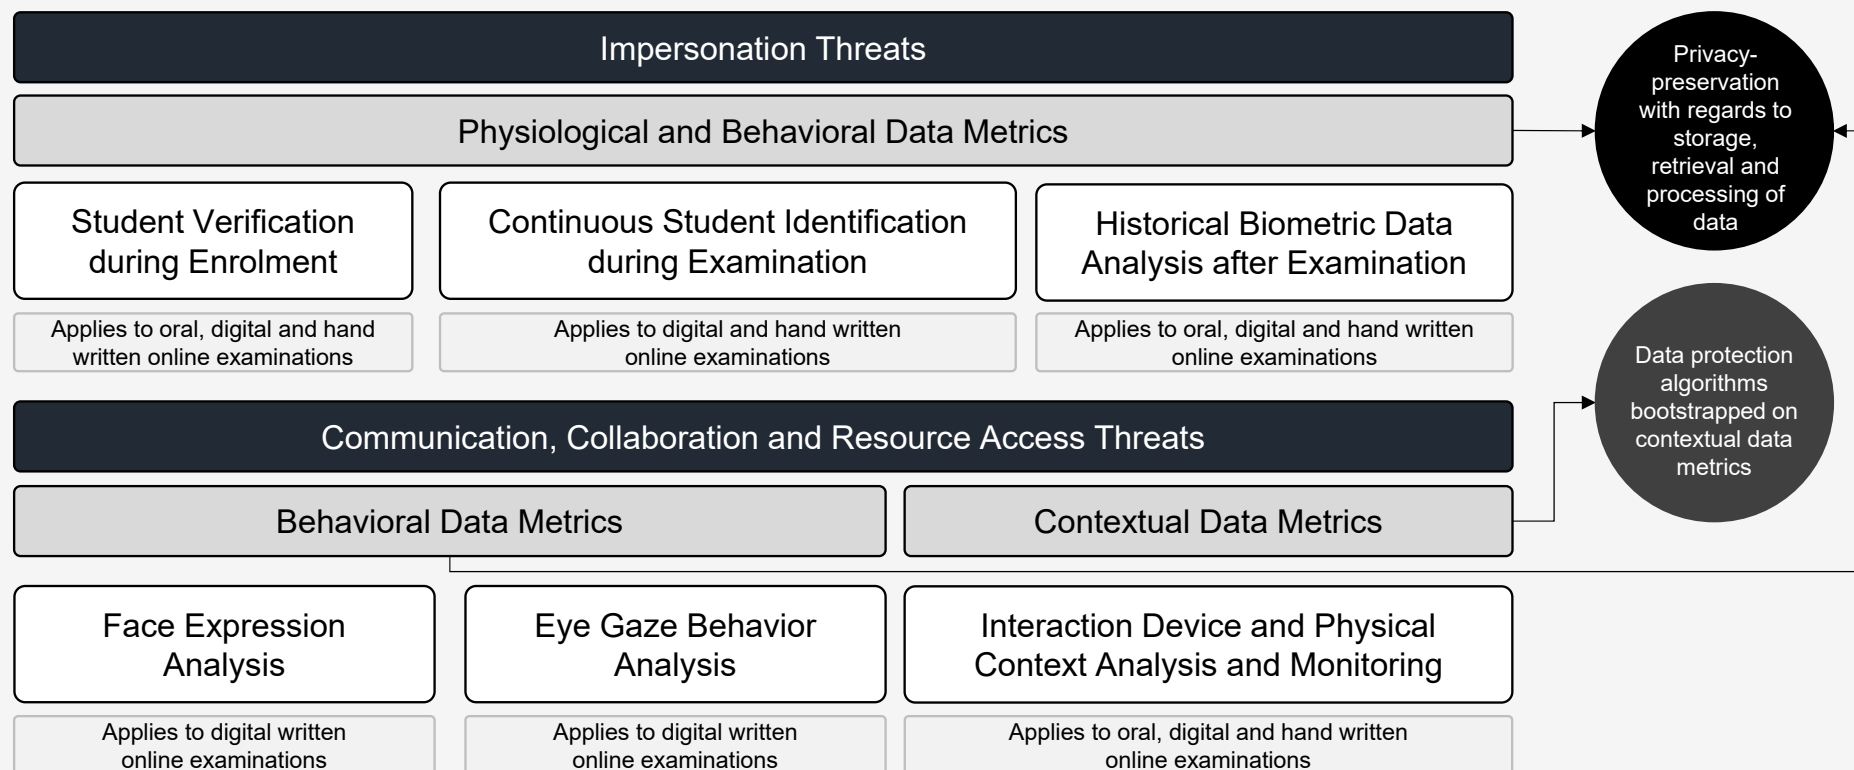 Impersonation Threats
Physiological and Behavioral Data Metrics
Student Verification
during Enrolment
Continuous Student Identification
during Examination
Historical Biometric Data
Analysis after Examination
Applies to oral, digital and hand
written online examinations
Applies to digital and hand written
online examinations
Applies to oral, digital and hand written
online examinations
Privacy-
preservation
with regards to
storage,
retrieval and
processing of
data
Communication, Collaboration and Resource Access Threats
Behavioral Data Metrics
Contextual Data Metrics
Data protection
algorithms
bootstrapped on
contextual data
metrics
Face Expression
Analysis
Eye Gaze Behavior
Analysis
Interaction Device and Physical
Context Analysis and Monitoring
Applies to digital written
online examinations
Applies to digital written
online examinations
Applies to oral, digital and hand written
online examinations